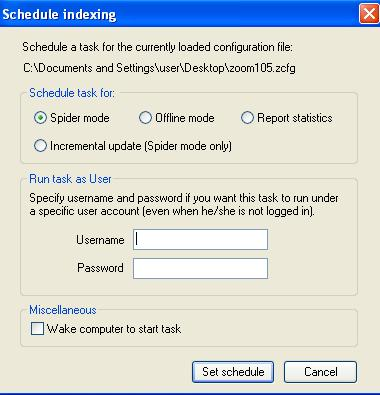 Schedule indexing
Schedule a task for the currently loaded configuration file:
C:\Documents and Settings\user\Desktop\zoom105.zcfg
Schedule task for:
Spider mode Offline mode Report statistics
Incremental update (Spider mode only)
Run task as User
Specify username and password if you want this task to run under
a specific user account (even when he/she is not logged in).
Username
Password
Miscellaneous
Wake computer to start task
Set schedule Cancel